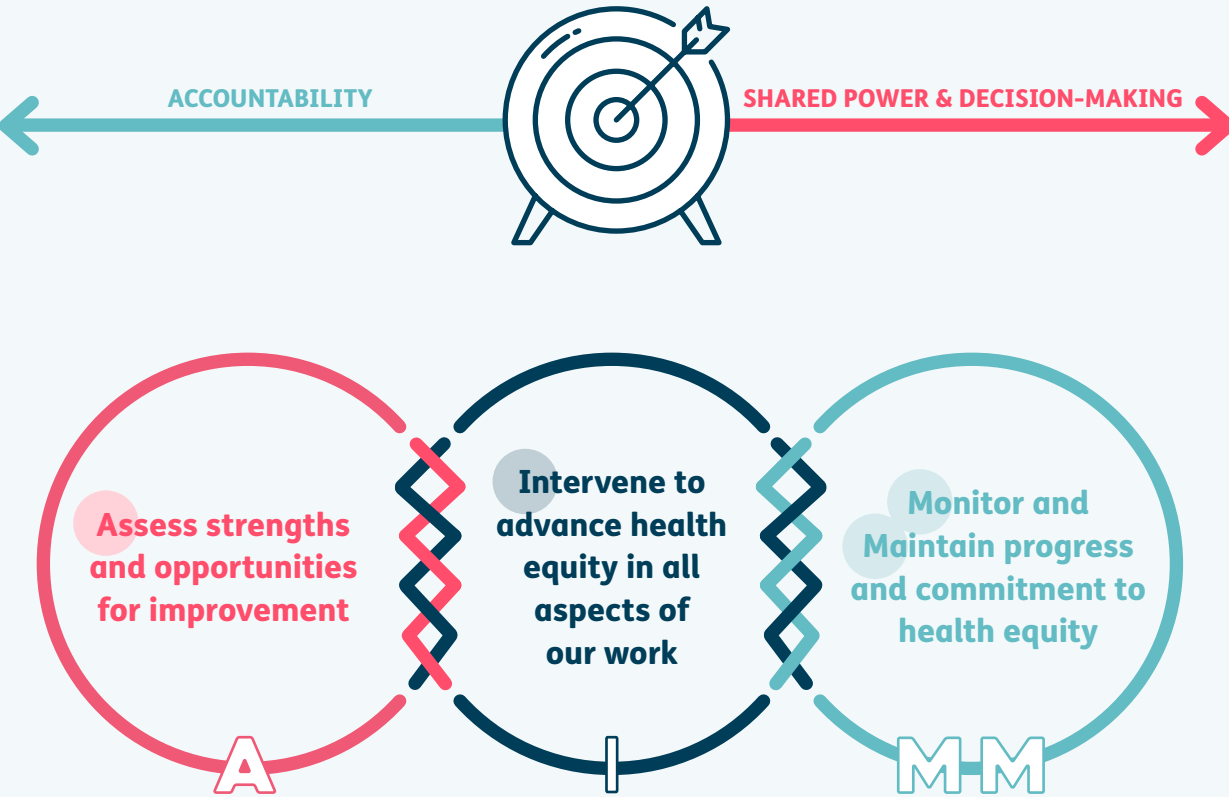 ACCOUNTABILITY
SHARED POWER & DECISION-MAKING
Assess strengths
and opportunities
for improvement
Intervene to
advance health
equity in all
aspects of
our work
Monitor and
Maintain progress
and commitment to
health equity
A
I
M-M